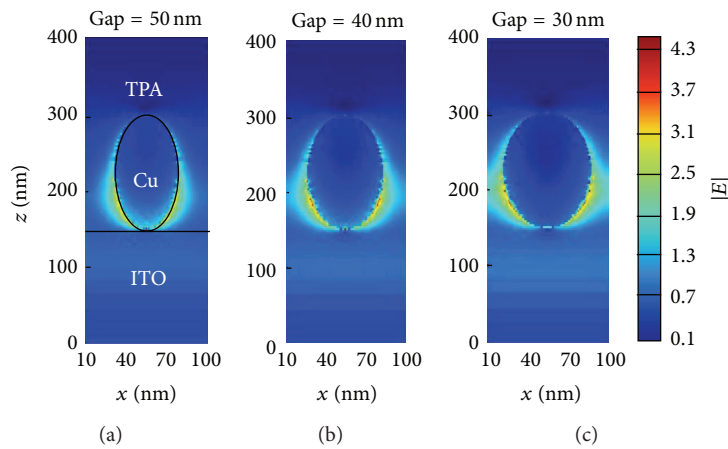 Gap = 50 nm
Gap = 40 nm
Gap = 30 nm
400
300
200
100
0
z (nm)
TPA
Cu
ITO
10
40
70
100
x (nm)
(a)
400
300
200
100
0
10
40
70
100
x (nm)
(b)
400
300
200
100
0
10
40
70
100
x (nm)
(c)
4.3
3.7
3.1
2.5
1.9
1.3
0.7
0.1
|E|